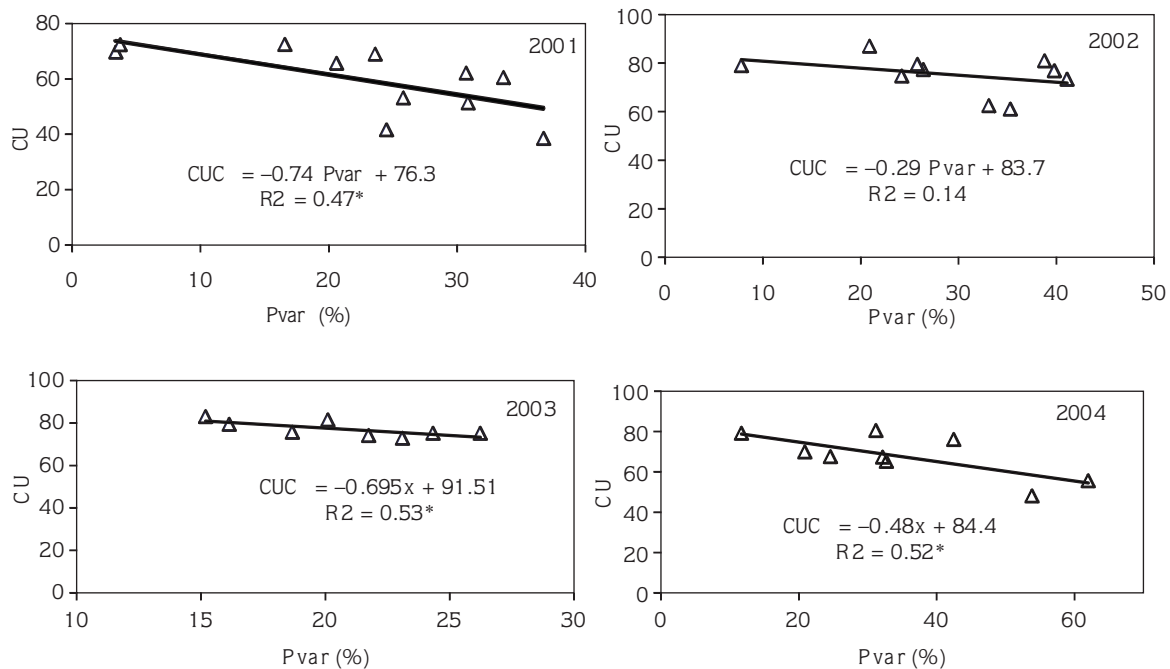 2001
80
60
40
20
0
CU
CUC = −0.74 Pvar + 76.3
R2 = 0.47*
0 10 20 30 40
Pvar (%)
2002
100
80
60
40
20
0
CU
CUC = −0.29 Pvar + 83.7
R2 = 0.14
0 10 20 30 40 50
Pvar (%)
2003
100
80
60
40
20
0
CU
CUC = −0.695x + 91.51
R2 = 0.53*
10 15 20 25 30
Pvar (%)
2004
100
80
60
40
20
0
CU
CUC = −0.48x + 84.4
R2 = 0.52*
0 20 40 60
Pvar (%)